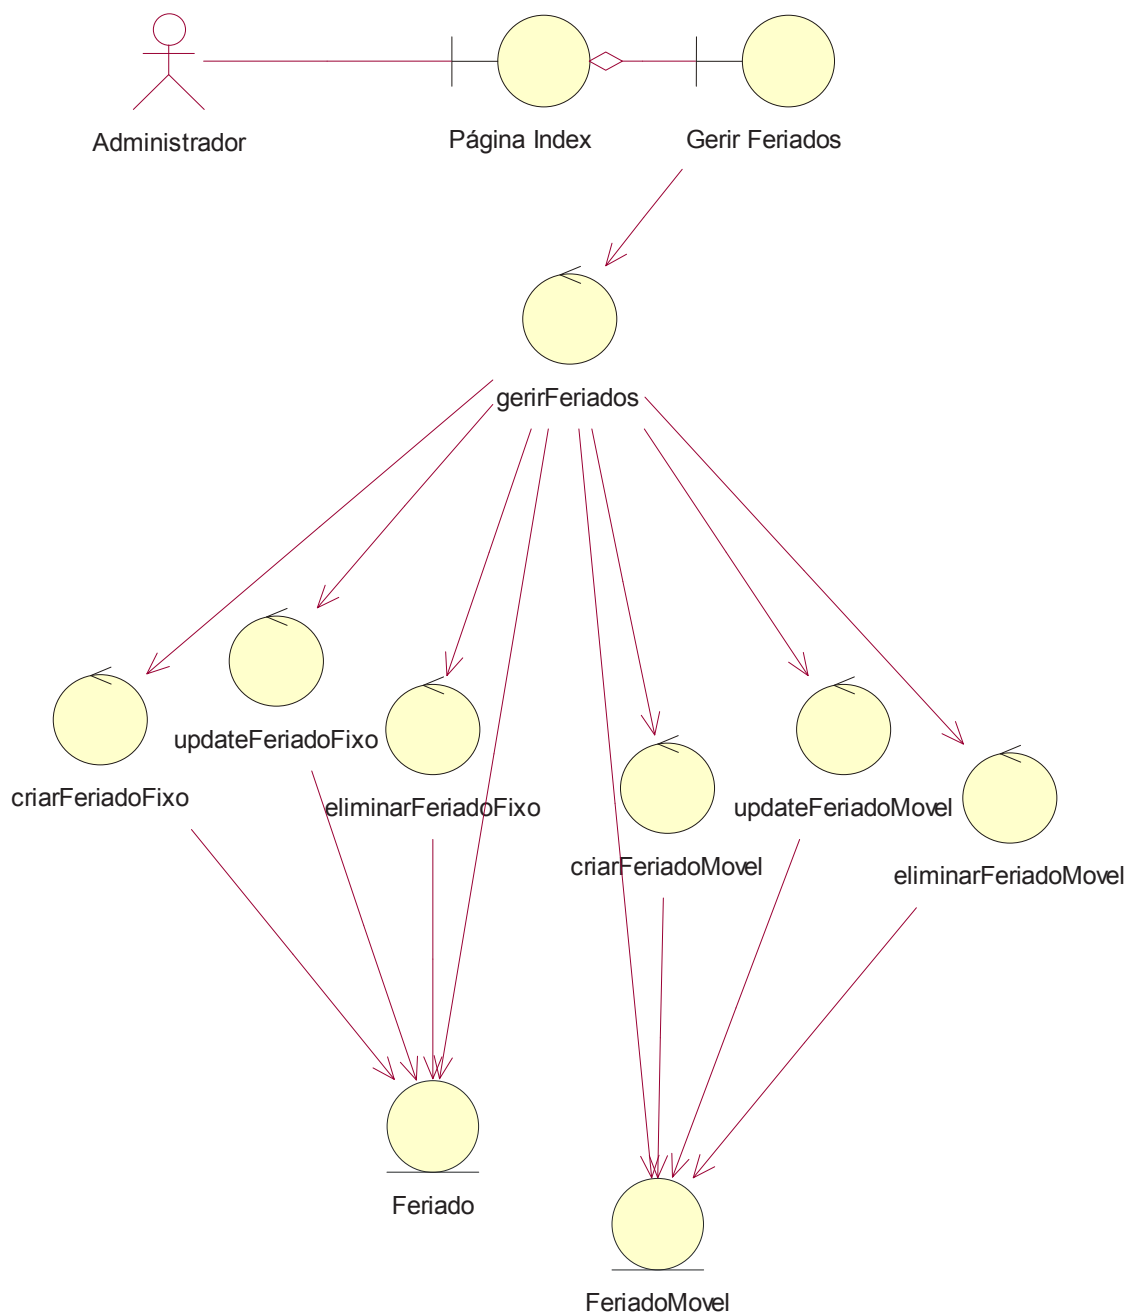 Administrador
Página Index
Gerir Feriados
gerirFeriados
updateFeriadoFixo
criarFeriadoFixo
eliminarFeriadoFixo
updateFeriadoMovel
criarFeriadoMovel
eliminarFeriadoMovel
Feriado
FeriadoMovel